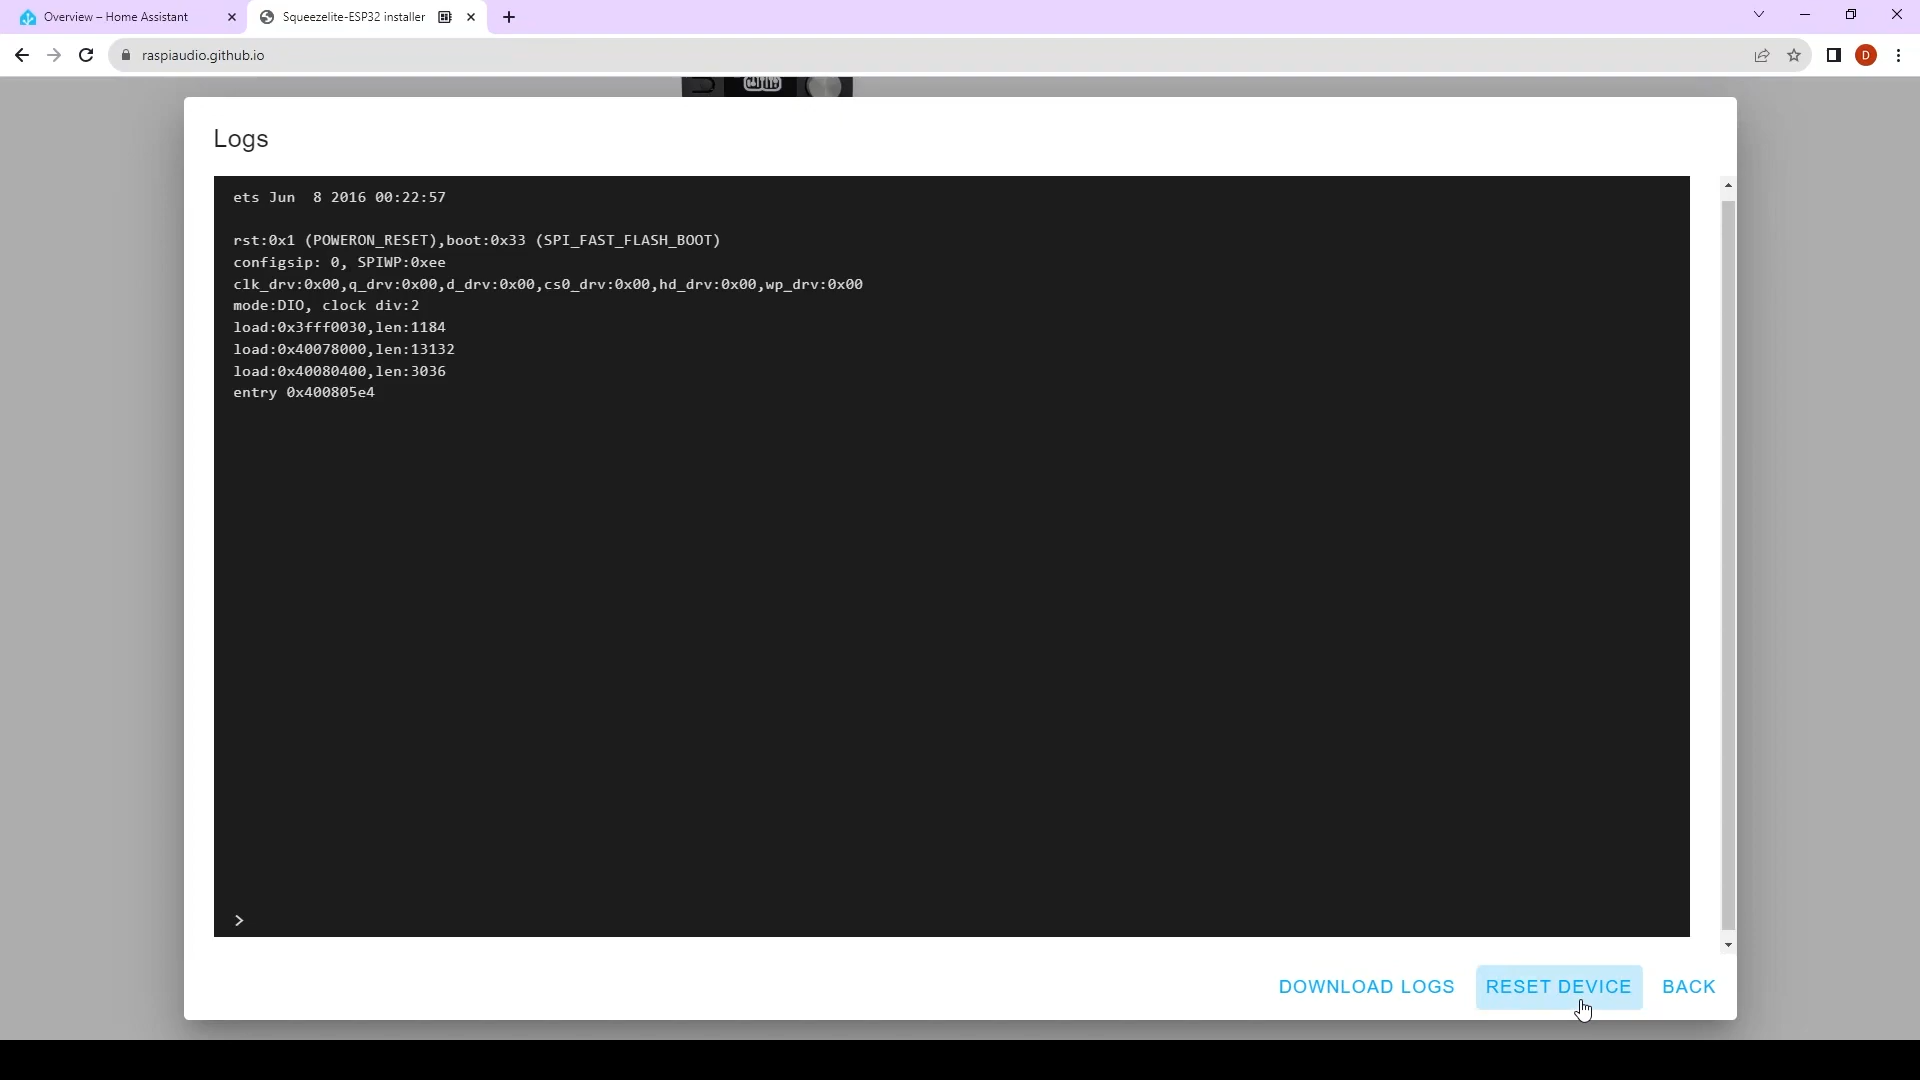 Overview – Home Assistant
Squeezelite-ESP32 installer
raspiaudio.github.io
D
Logs
ets Jun  8 2016 00:22:57
rst:0x1 (POWERON_RESET),boot:0x33 (SPI_FAST_FLASH_BOOT)
configsip: 0, SPIWP:0xee
clk_drv:0x00,q_drv:0x00,d_drv:0x00,cs0_drv:0x00,hd_drv:0x00,wp_drv:0x00
mode:DIO, clock div:2
load:0x3fff0030,len:1184
load:0x40078000,len:13132
load:0x40080400,len:3036
entry 0x400805e4
>
DOWNLOAD LOGS
RESET DEVICE
BACK